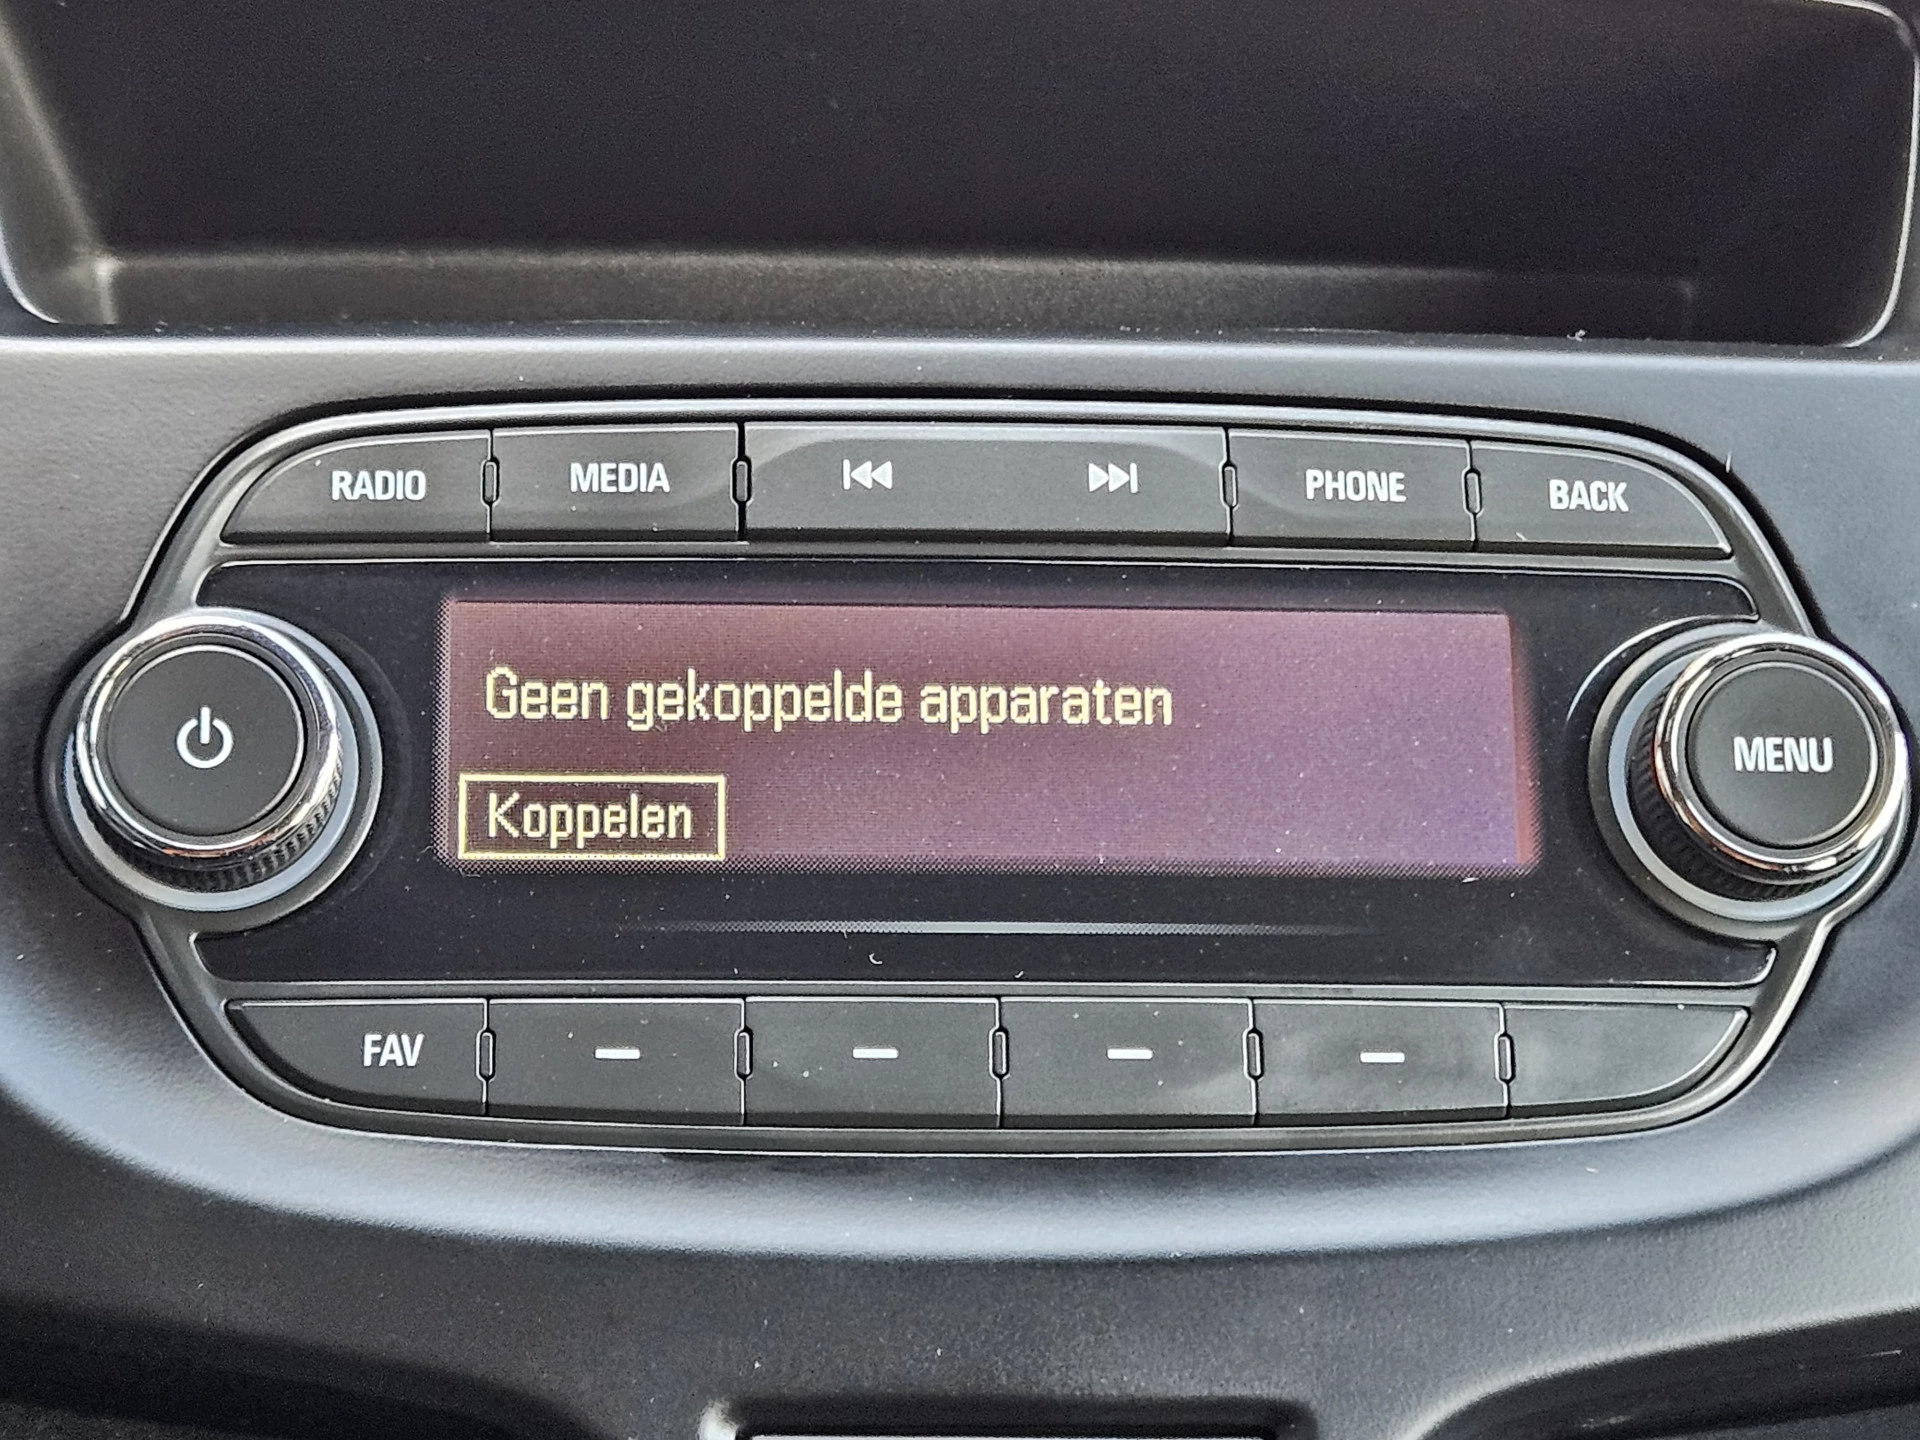 RADIO MEDIA PHONE BACK
Geen gekoppelde apparaten
MENU
Koppelen
FAV